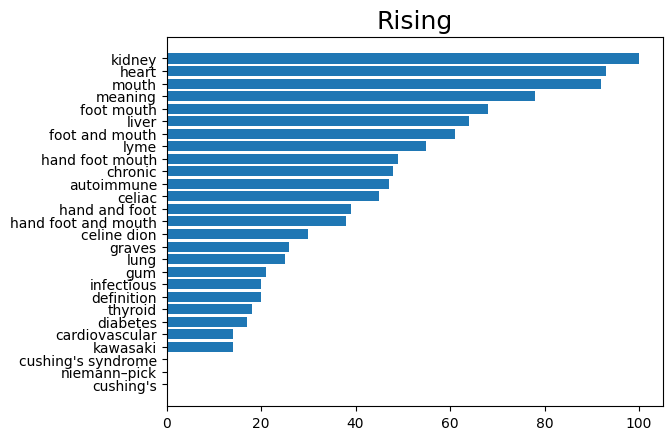 Rising
kidney
heart
mouth
meaning
foot mouth
liver
foot and mouth
lyme
hand foot mouth
chronic
autoimmune
celiac
hand and foot
hand foot and mouth
celine dion
graves
lung
gum
infectious
definition
thyroid
diabetes
cardiovascular
kawasaki
cushing's syndrome
niemann–pick
cushing's
0 20 40 60 80 100